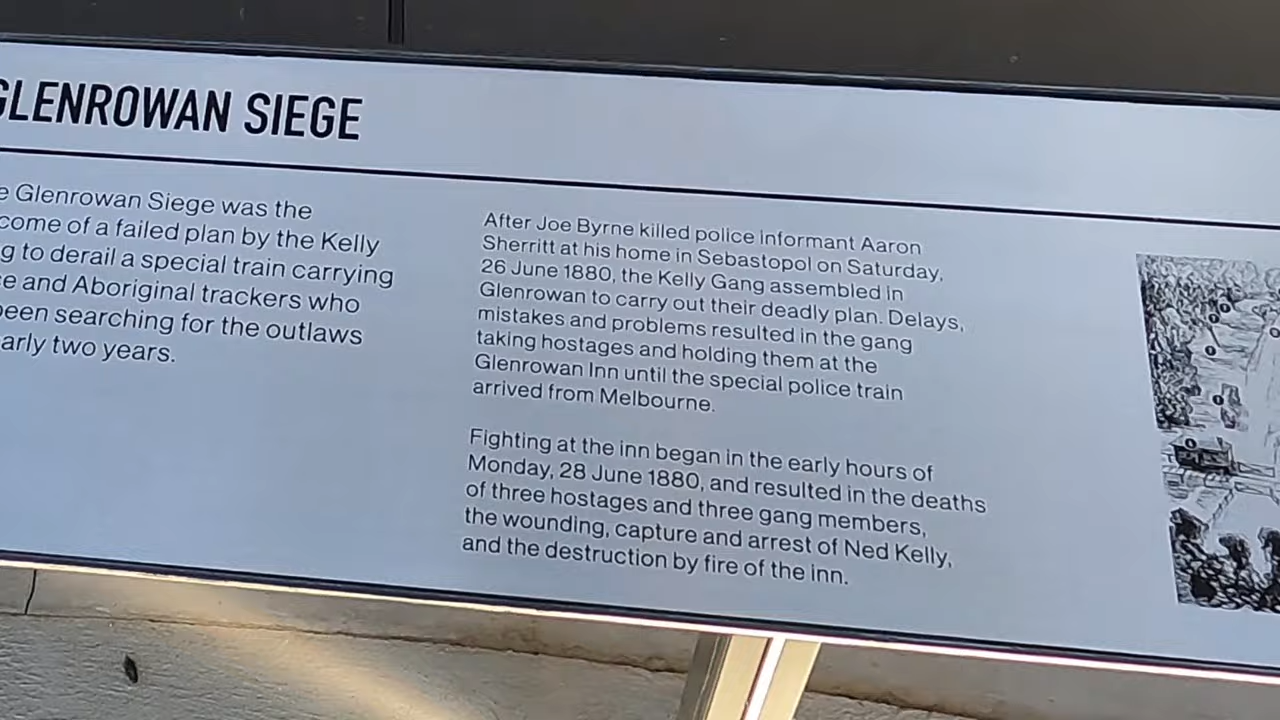 GLENROWAN SIEGE
e Glenrowan Siege was the
come of a failed plan by the Kelly
g to derail a special train carrying
ce and Aboriginal trackers who
been searching for the outlaws
early two years.
After Joe Byrne killed police informant Aaron
Sherritt at his home in Sebastopol on Saturday,
26 June 1880, the Kelly Gang assembled in
Glenrowan to carry out their deadly plan. Delays,
mistakes and problems resulted in the gang
taking hostages and holding them at the
Glenrowan Inn until the special police train
arrived from Melbourne.
Fighting at the inn began in the early hours of
Monday, 28 June 1880, and resulted in the deaths
of three hostages and three gang members,
the wounding, capture and arrest of Ned Kelly,
and the destruction by fire of the inn.